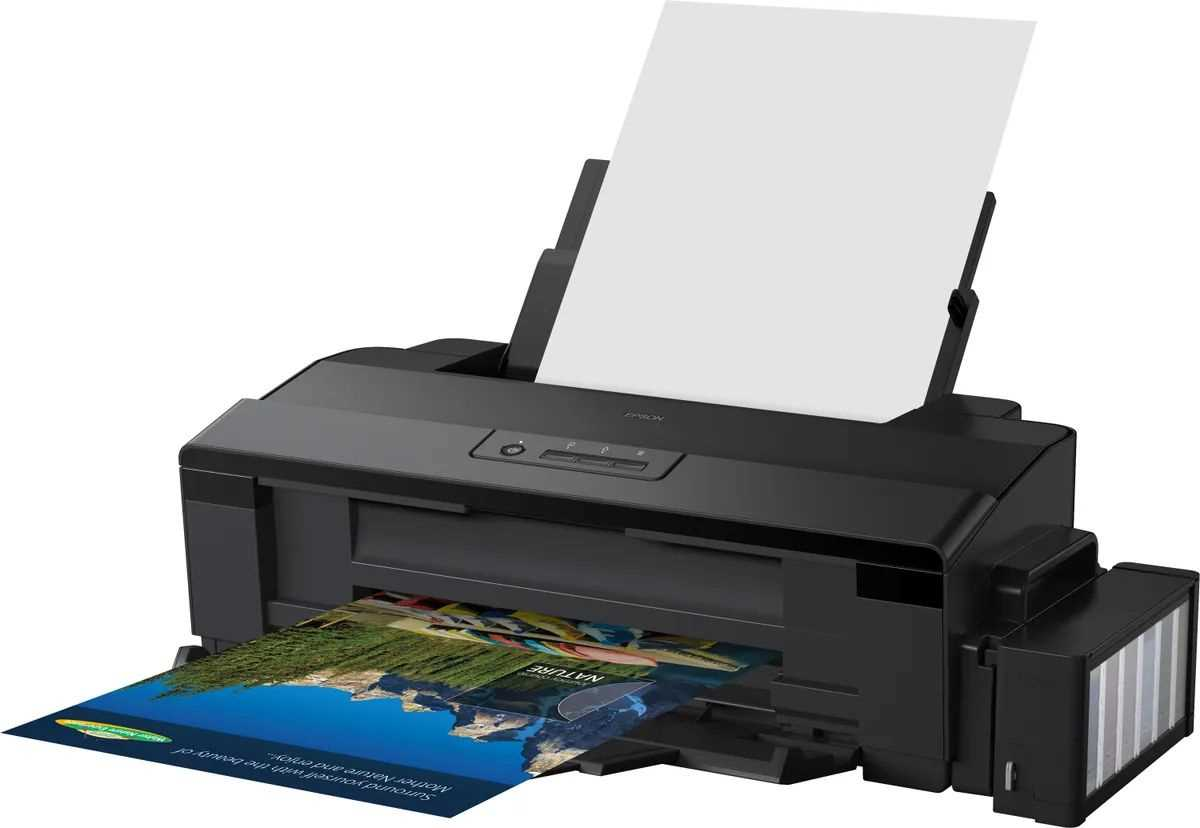 EPSON
NATURE
Surround yourself with the beauty of
Mother Nature and enjoy...